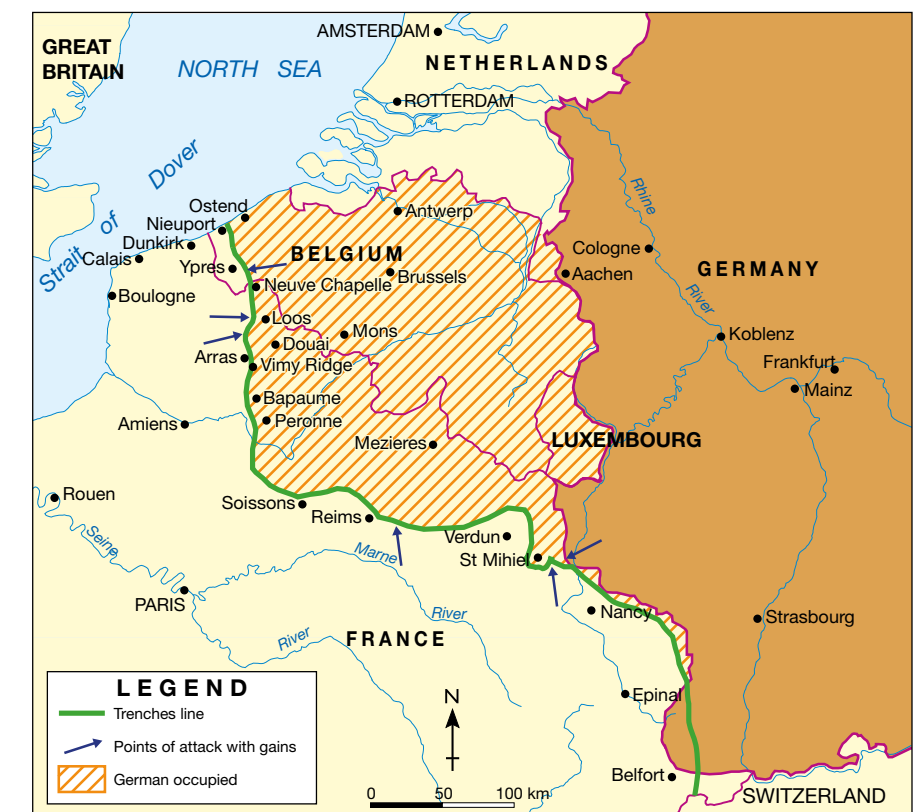 AMSTERDAM
GREAT
BRITAIN
NORTH SEA
NETHERLANDS
ROTTERDAM
Strait of Dover
Rhine
River
Ostend
Nieuport
Antwerp
Dunkirk
Calais
Ypres
BELGIUM
Cologne
Brussels
Aachen
GERMANY
Boulogne
Neuve Chapelle
Loos
Mons
Douai
Koblenz
Arras
Vimy Ridge
Frankfurt
Mainz
Bapaume
Amiens
Peronne
Mezieres
LUXEMBOURG
Rouen
Soissons
Reims
Seine
Verdun
Marne
St Mihiel
PARIS
River
Nancy
Strasbourg
River
FRANCE
Epinal
LEGEND
Trenches line
Points of attack with gains
German occupied
N
0 50 100 km
Belfort
SWITZERLAND